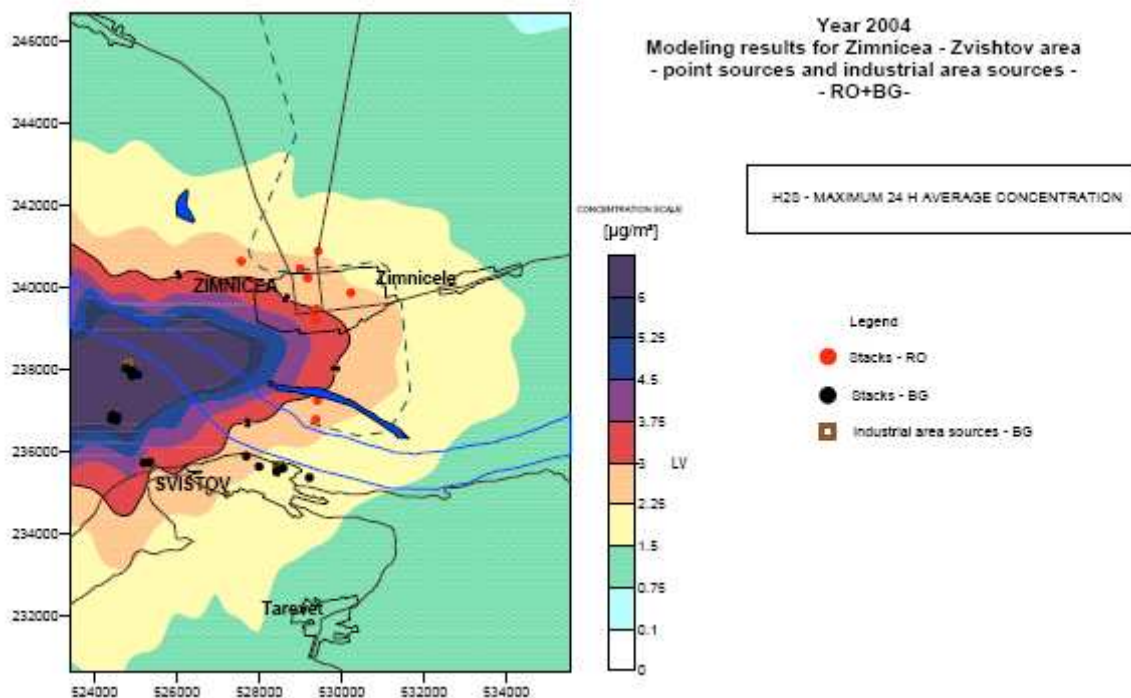 Year 2004
Modeling results for Zimnicea - Zvishtov area
- point sources and industrial area sources -
- RO+BG-
H2S - MAXIMUM 24 H AVERAGE CONCENTRATION
CONCENTRATION SCALE
[µg/m³]
6
5.25
4.5
3.75
3 LV
2.25
1.5
0.75
0.1
0
Legend
Stacks - RO
Stacks - BG
Industrial area sources - BG
246000
244000
242000
240000
238000
236000
234000
232000
524000
526000
528000
530000
532000
534000
ZIMNICEA
Zimnicele
SVISTOV
Tarevet
3
3
3